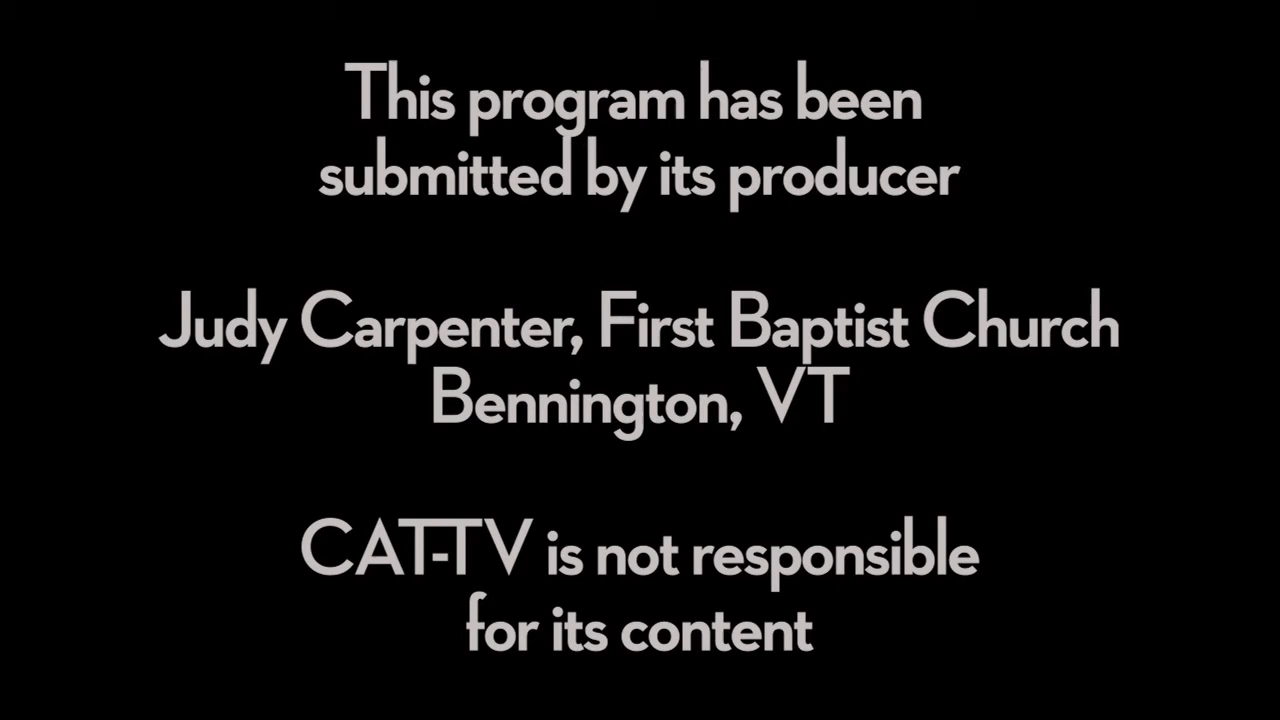 This program has been
submitted by its producer
Judy Carpenter, First Baptist Church
Bennington, VT
CAT-TV is not responsible
for its content